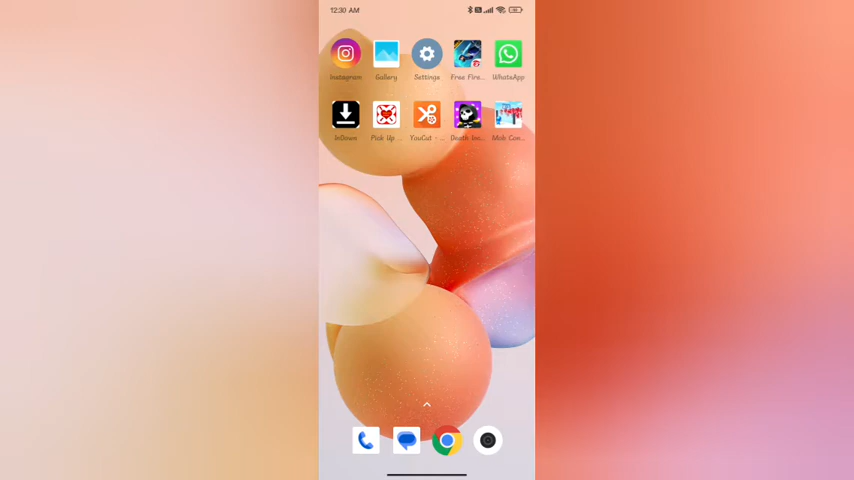 12:30 AM
Instagram Gallery Settings Free Fire... WhatsApp
InDown Pick Up ... YouCut - ... Death Inc... Mob Con...